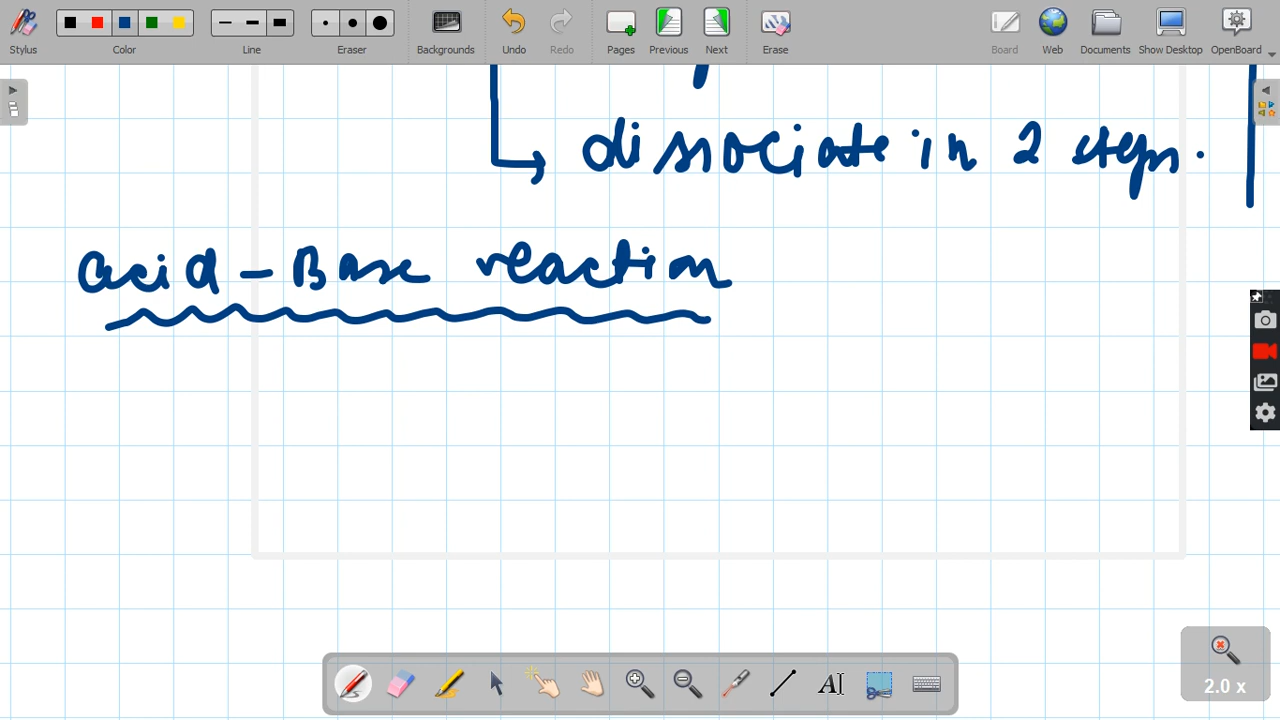 Stylus Color Line Eraser Backgrounds Undo Redo Pages Previous Next Erase Board Web Documents Show Desktop OpenBoard
dissociate in 2 steps.
acid - Base reaction
2.0 x